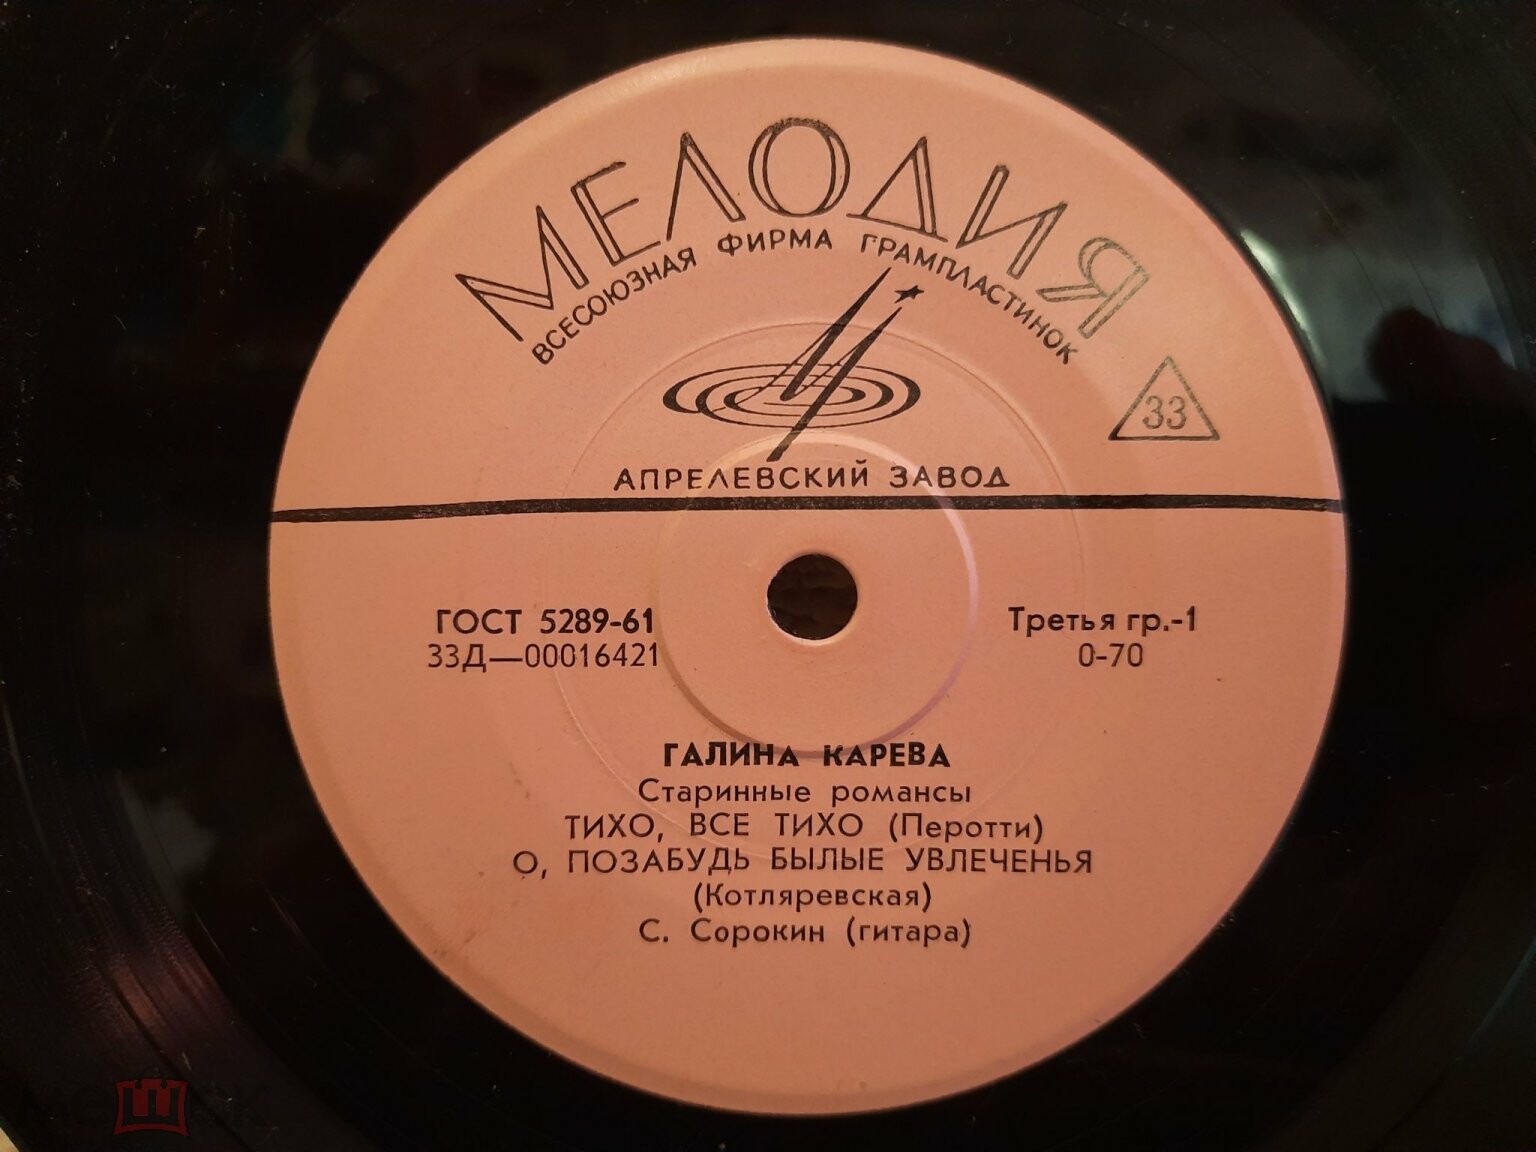 МЕЛОДИЯ
ВСЕСОЮЗНАЯ ФИРМА ГРАМПЛАСТИНОК
33
АПРЕЛЕВСКИЙ ЗАВОД
ГОСТ 5289-61
33Д—00016421
Третья гр.-1
0-70
ГАЛИНА КАРЕВА
Старинные романсы
ТИХО, ВСЕ ТИХО (Перотти)
О, ПОЗАБУДЬ БЫЛЫЕ УВЛЕЧЕНЬЯ
(Котляревская)
С. Сорокин (гитара)